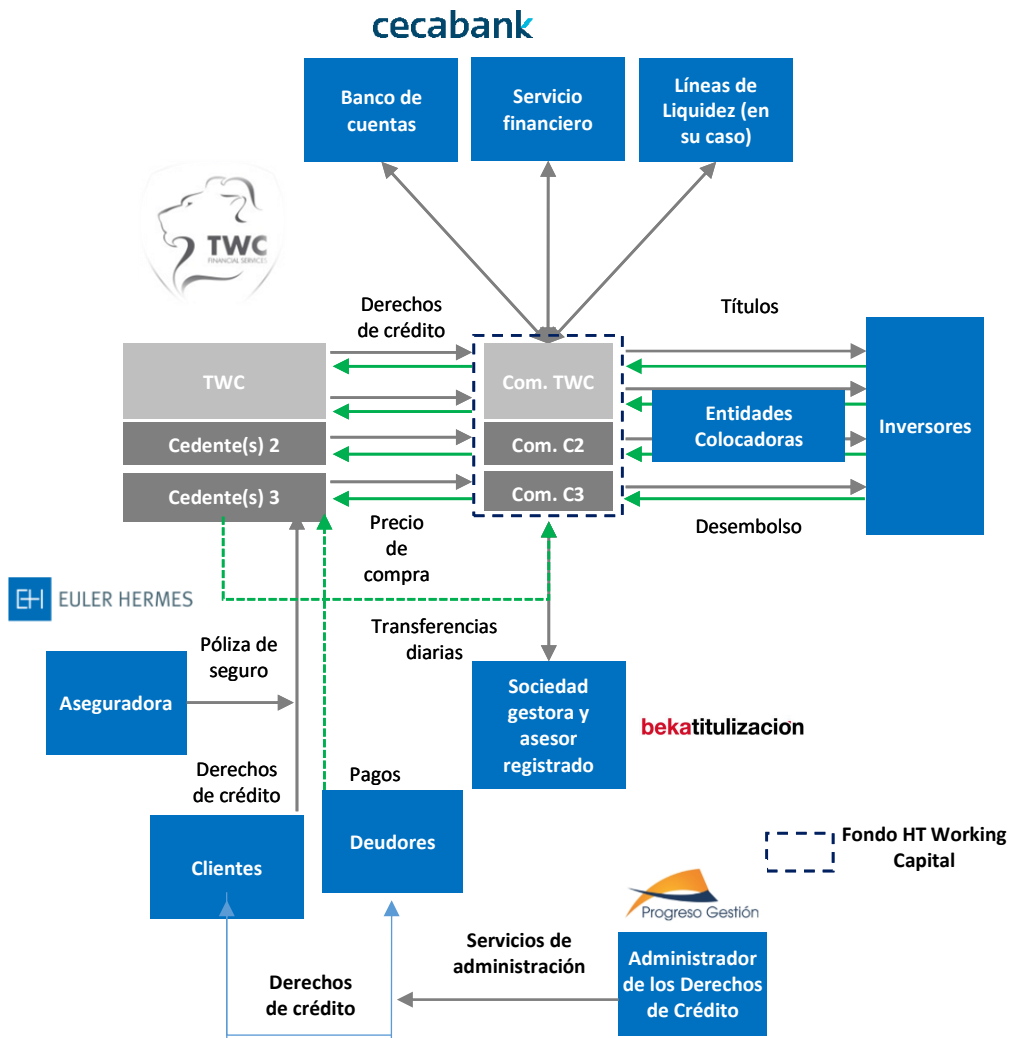 cecabank
Banco de
cuentas
Servicio
financiero
Líneas de
Liquidez (en
su caso)
TWC
FINANCIAL SERVICES
Derechos
de crédito
Títulos
TWC
Com. TWC
Entidades
Colocadoras
Inversores
Cedente(s) 2
Com. C2
Cedente(s) 3
Com. C3
Precio
de
compra
Desembolso
EH EULER HERMES
Transferencias
diarias
Póliza de
seguro
Aseguradora
Sociedad
gestora y
asesor
registrado
bekatitulización
Derechos
de crédito
Pagos
Clientes
Deudores
Fondo HT Working
Capital
Progreso Gestión
Servicios de
administración
Administrador
de los Derechos
de Crédito
Derechos
de crédito